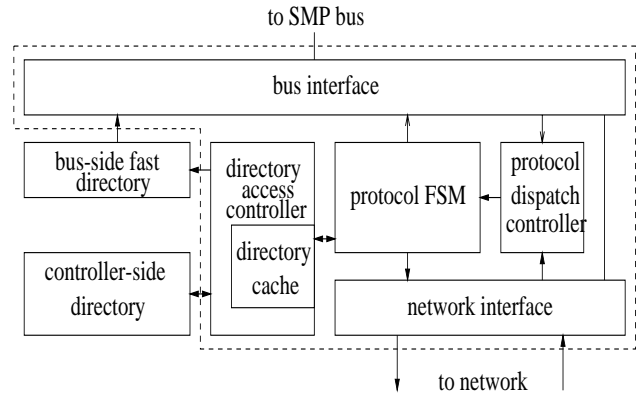 to SMP bus
bus interface
bus-side fast
directory
directory
access
controller
protocol FSM
protocol
dispatch
controller
directory
cache
controller-side
directory
network interface
to network